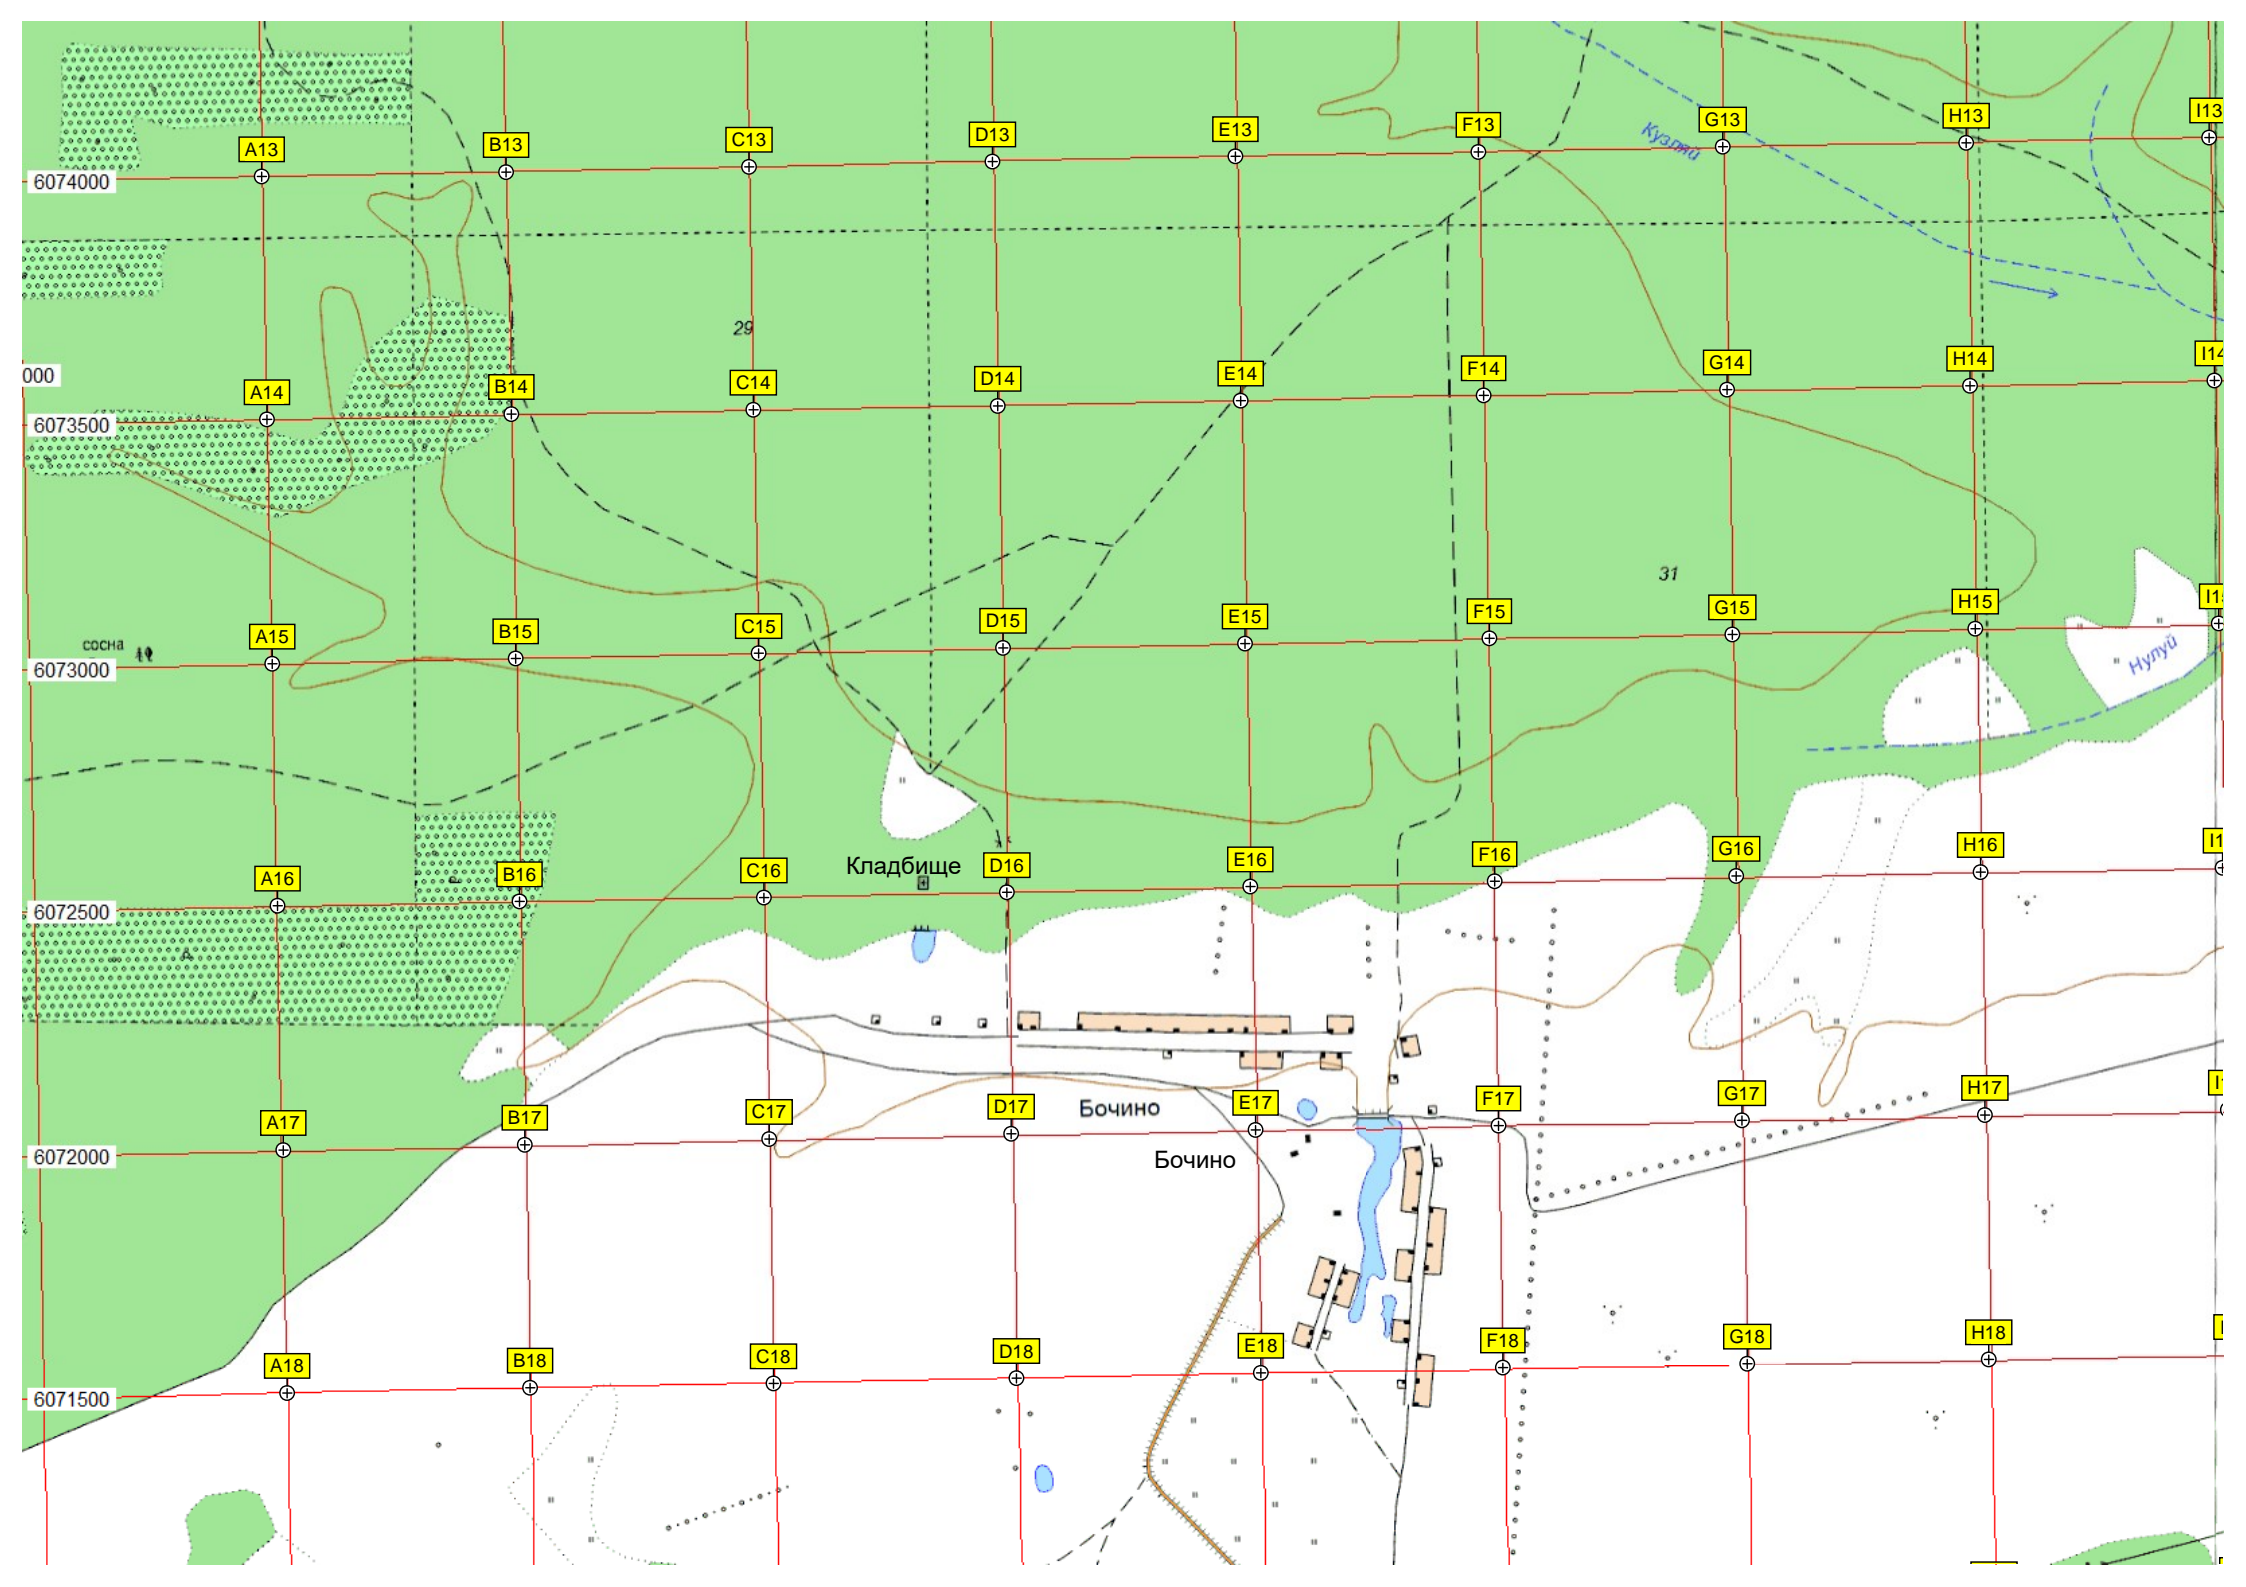 A13 B13 C13 D13 E13 F13 G13 H13 I13
Кузляй
6074000
29
000
A14 B14 C14 D14 E14 F14 G14 H14 I14
6073500
31
A15 B15 C15 D15 E15 F15 G15 H15
сосна
Нулуй
6073000
Кладбище
A16 B16 C16 D16 E16 F16 G16 H16
6072500
A17 B17 C17 D17 E17 F17 G17 H17
Бочино
6072000
Бочино
A18 B18 C18 D18 E18 F18 G18 H18
6071500